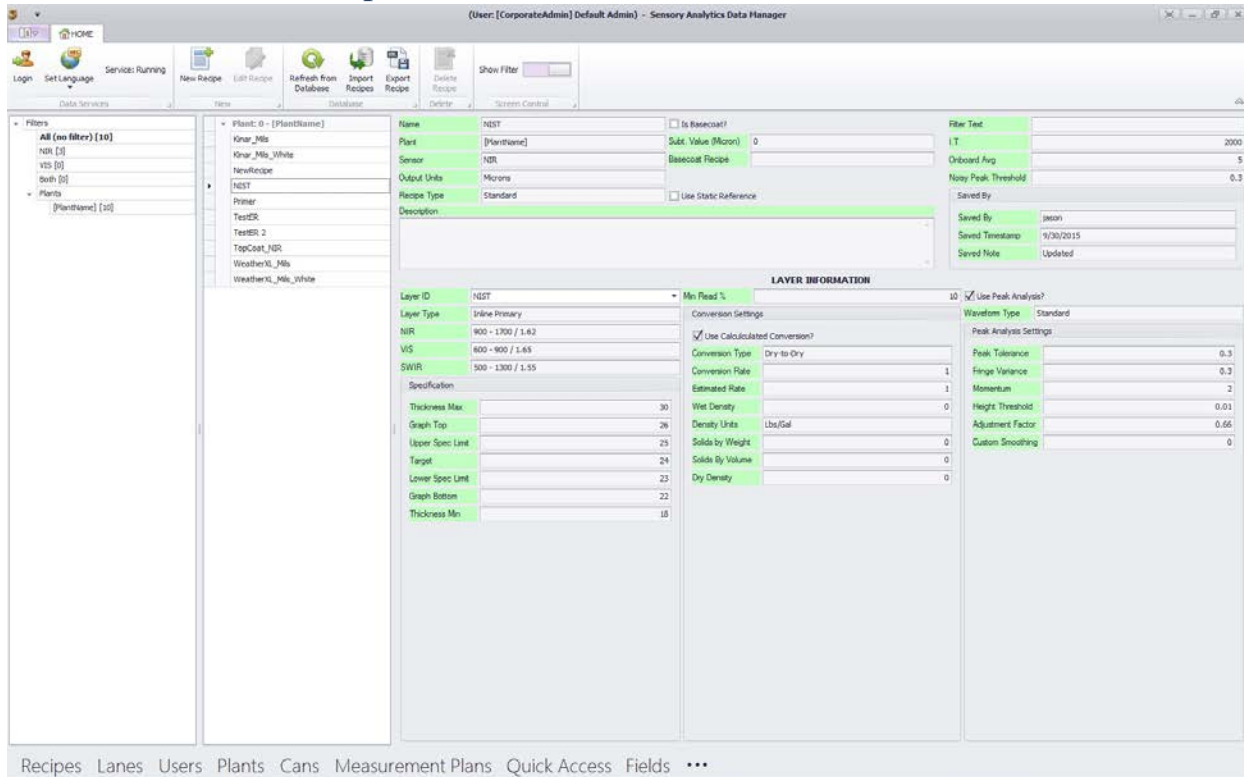 (User: [CorporateAdmin] Default Admin) - Sensory Analytics Data Manager
HOME
Login
Set Language
Service: Running
New Recipe
Edit Recipe
Refresh from Database
Import Recipes
Export Recipe
Delete Recipe
Show Filter
Data Services
New
Database
Delete
Screen Control
Filters
All (no filter) [10]
NIR [3]
VIS [0]
Both [0]
Plants
[PlantName] [10]
Plant: 0 - [PlantName]
Kinar_Mils
Kinar_Mils_White
NewRecipe
NIST
Primer
TestER
TestER 2
TopCoat_NIR
WeatherXL_Mils
WeatherXL_Mils_White
Name NIST
Plant [PlantName]
Sensor NIR
Output Units Microns
Recipe Type Standard
Description
Is Basecoat?
Subt. Value (Micron) 0
Basecoat Recipe
Use Static Reference
Filter Text
I.T. 2000
Onboard Avg 5
Noisy Peak Threshold 0.3
Saved By
Saved By Jason
Saved Timestamp 9/30/2015
Saved Note Updated
LAYER INFORMATION
Layer ID NIST
Layer Type Inline Primary
NIR 900 - 1700 / 1.62
VIS 600 - 900 / 1.65
SWIR 500 - 1300 / 1.55
Specification
Thickness Max 30
Graph Top 26
Upper Spec Limit 25
Target 24
Lower Spec Limit 23
Graph Bottom 22
Thickness Min 18
Min Read % 10
Conversion Settings
Use Calculculated Conversion?
Conversion Type Dry-to-Dry
Conversion Rate 1
Estimated Rate 1
Wet Density 0
Density Units Lbs/Gal
Solids by Weight 0
Solids By Volume 0
Dry Density 0
Use Peak Analysis?
Waveform Type Standard
Peak Analysis Settings
Peak Tolerance 0.3
Fringe Variance 0.3
Momentum 2
Height Threshold 0.01
Adjustment Factor 0.66
Custom Smoothing 0
Recipes Lanes Users Plants Cans Measurement Plans Quick Access Fields •••